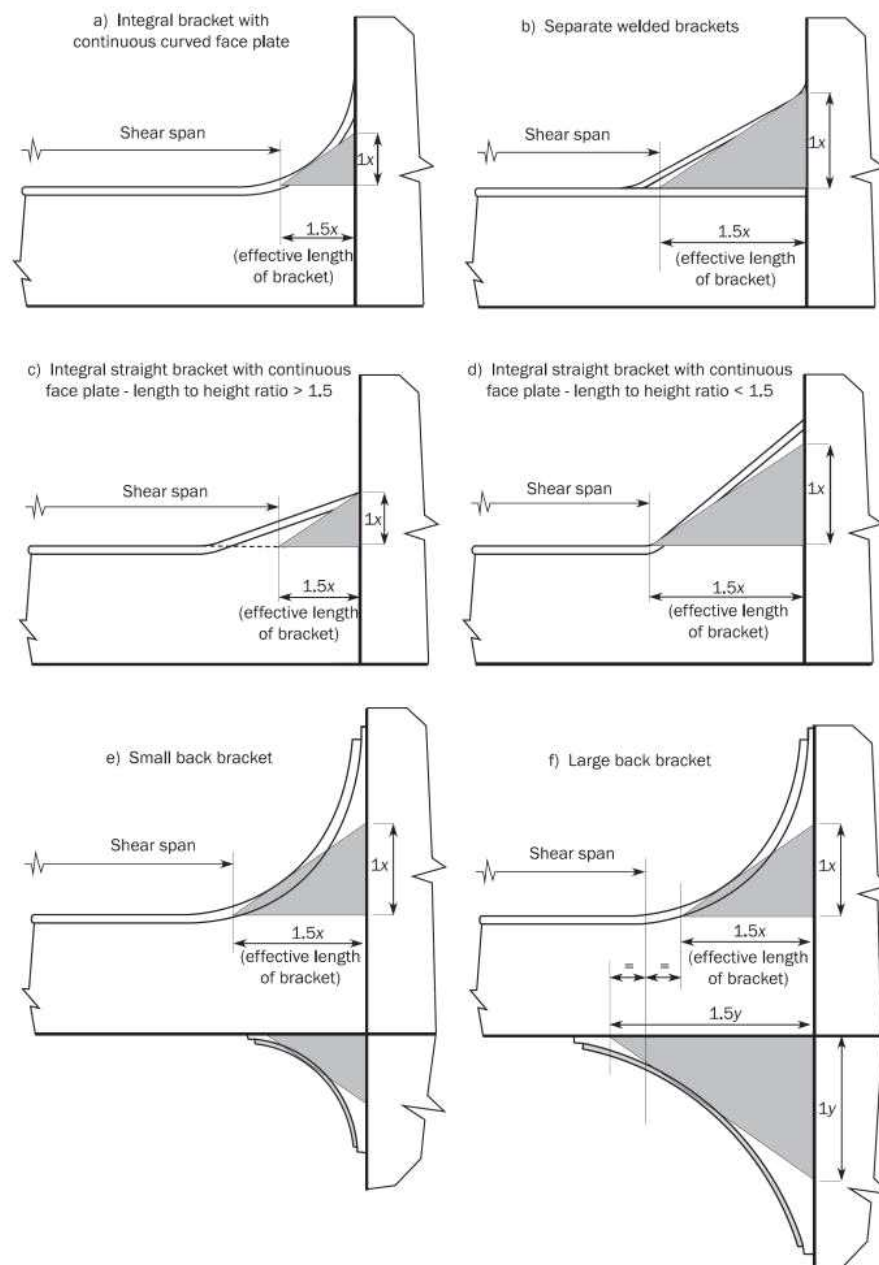 a) Integral bracket with
continuous curved face plate
Shear span
1x
1.5x
(effective length
of bracket)
b) Separate welded brackets
Shear span
1x
1.5x
(effective length
of bracket)
c) Integral straight bracket with continuous
face plate - length to height ratio > 1.5
Shear span
1x
1.5x
(effective length
of bracket)
d) Integral straight bracket with continuous
face plate - length to height ratio < 1.5
Shear span
1x
1.5x
(effective length
of bracket)
e) Small back bracket
Shear span
1x
1.5x
(effective length
of bracket)
f) Large back bracket
Shear span
1x
1.5x
(effective length
of bracket)
= =
1.5y
1y